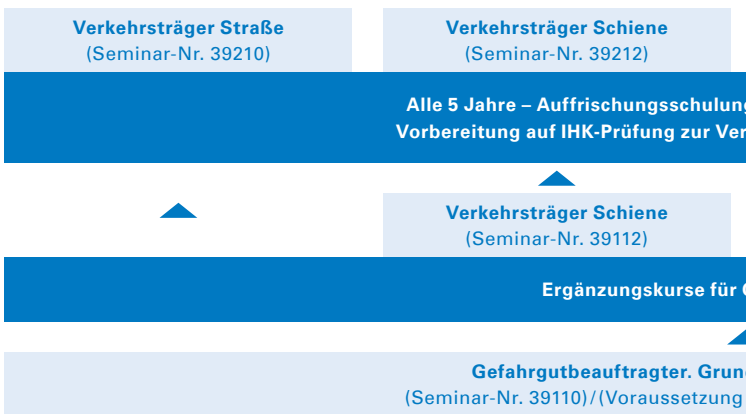 Verkehrsträger Straße
(Seminar-Nr. 39210)
Verkehrsträger Schiene
(Seminar-Nr. 39212)
Alle 5 Jahre – Auffrischungsschulung
Vorbereitung auf IHK-Prüfung zur Ver
Verkehrsträger Schiene
(Seminar-Nr. 39112)
Ergänzungskurse für
Gefahrgutbeauftragter. Grun
(Seminar-Nr. 39110)/(Voraussetzung